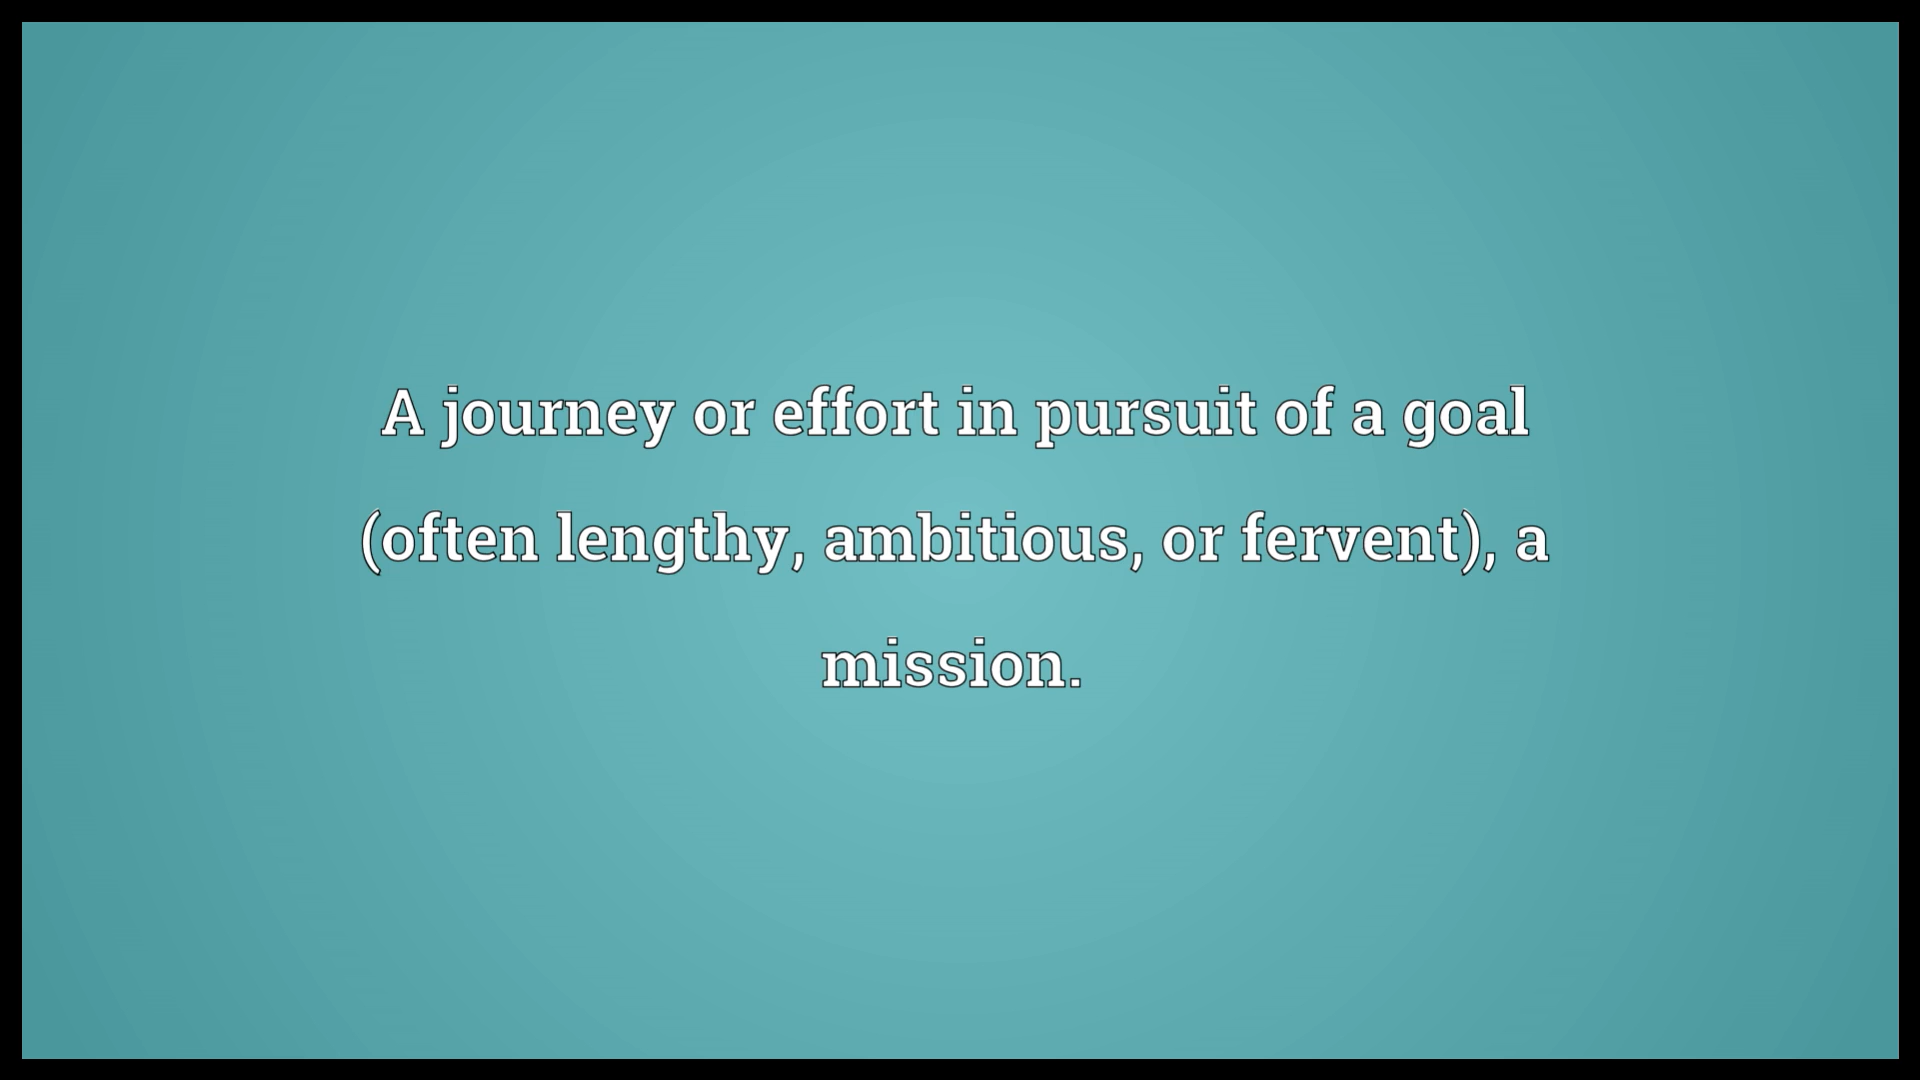 A journey or effort in pursuit of a goal
(often lengthy, ambitious, or fervent), a
mission.